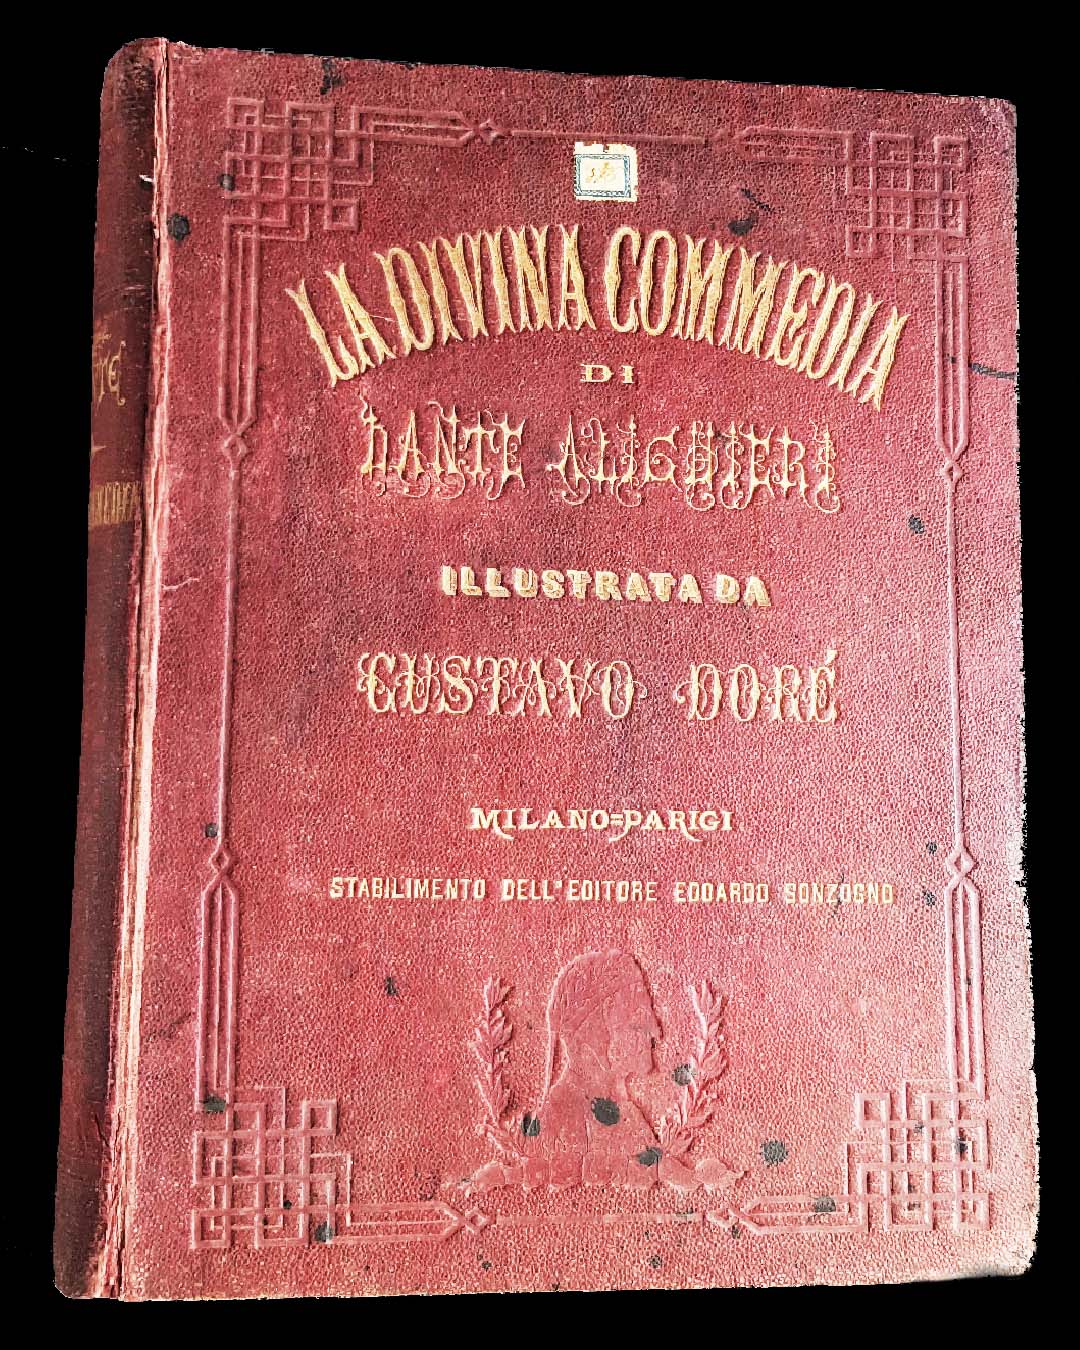 LA DIVINA COMMEDIA
DI
DANTE ALIGHIERI
ILLUSTRATA DA
GUSTAVO DORÉ
MILANO=PARIGI
STABILIMENTO DELL' EDITORE EDOARDO SONZOGNO